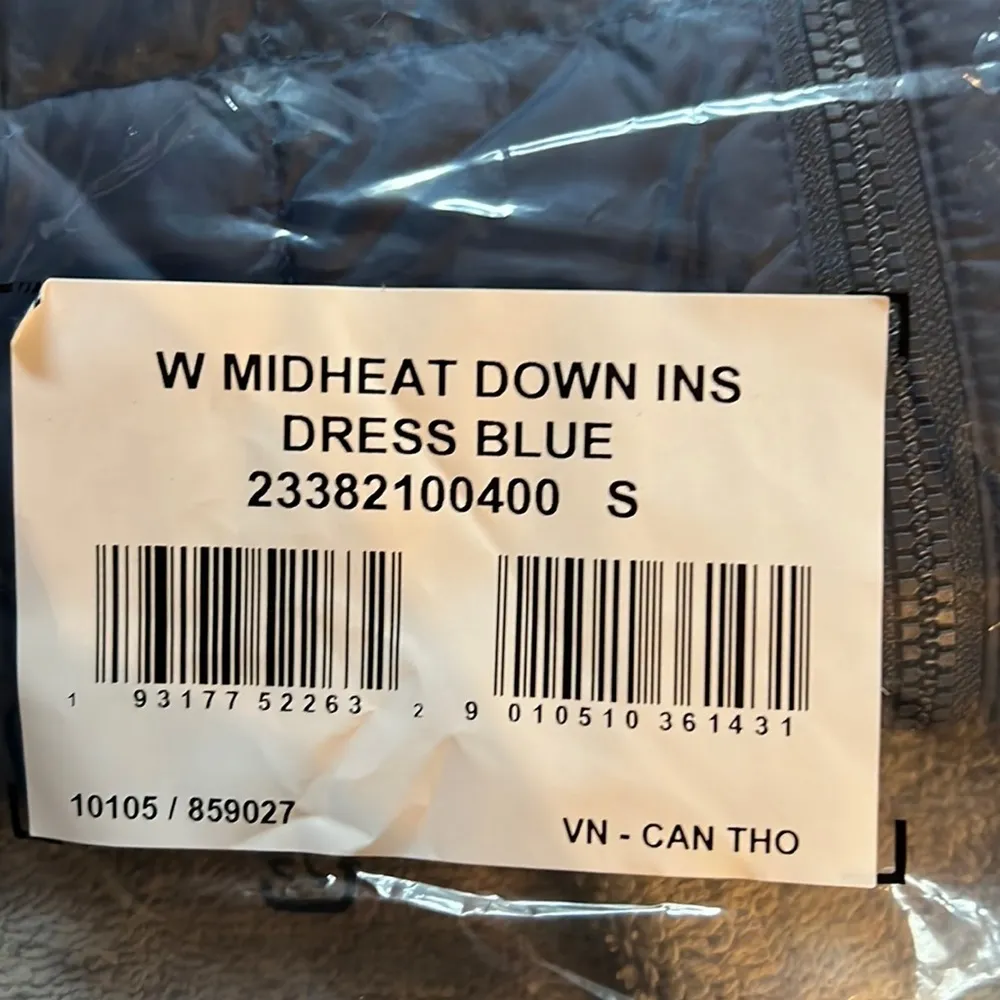 W MIDHEAT DOWN INS
DRESS BLUE
23382100400 S
1 93177 52263 2
9 010510 361431
10105 / 859027
VN - CAN THO